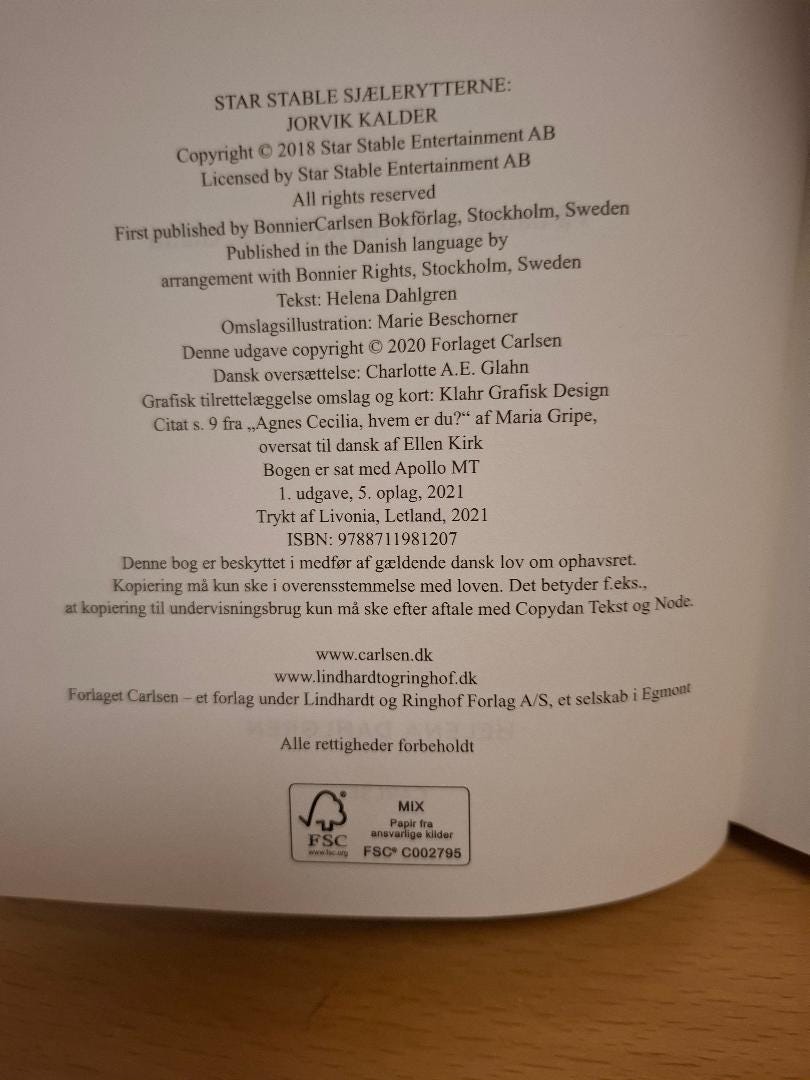 STAR STABLE SJÆLERYTTERNE:
JORVIK KALDER
Copyright © 2018 Star Stable Entertainment AB
Licensed by Star Stable Entertainment AB
All rights reserved
First published by BonnierCarlsen Bokförlag, Stockholm, Sweden
Published in the Danish language by
arrangement with Bonnier Rights, Stockholm, Sweden
Tekst: Helena Dahlgren
Omslagsillustration: Marie Beschorner
Denne udgave copyright © 2020 Forlaget Carlsen
Dansk oversættelse: Charlotte A.E. Glahn
Grafisk tilrettelæggelse omslag og kort: Klahr Grafisk Design
Citat s. 9 fra „Agnes Cecilia, hvem er du?“ af Maria Gripe,
oversat til dansk af Ellen Kirk
Bogen er sat med Apollo MT
1. udgave, 5. oplag, 2021
Trykt af Livonia, Letland, 2021
ISBN: 9788711981207
Denne bog er beskyttet i medfør af gældende dansk lov om ophavsret.
Kopiering må kun ske i overensstemmelse med loven. Det betyder f.eks.,
at kopiering til undervisningsbrug kun må ske efter aftale med Copydan Tekst og Node.
www.carlsen.dk
www.lindhardtogringhof.dk
Forlaget Carlsen – et forlag under Lindhardt og Ringhof Forlag A/S, et selskab i Egmont
Alle rettigheder forbeholdt
FSC
www.fsc.org
MIX
Papir fra
ansvarlige kilder
FSC® C002795